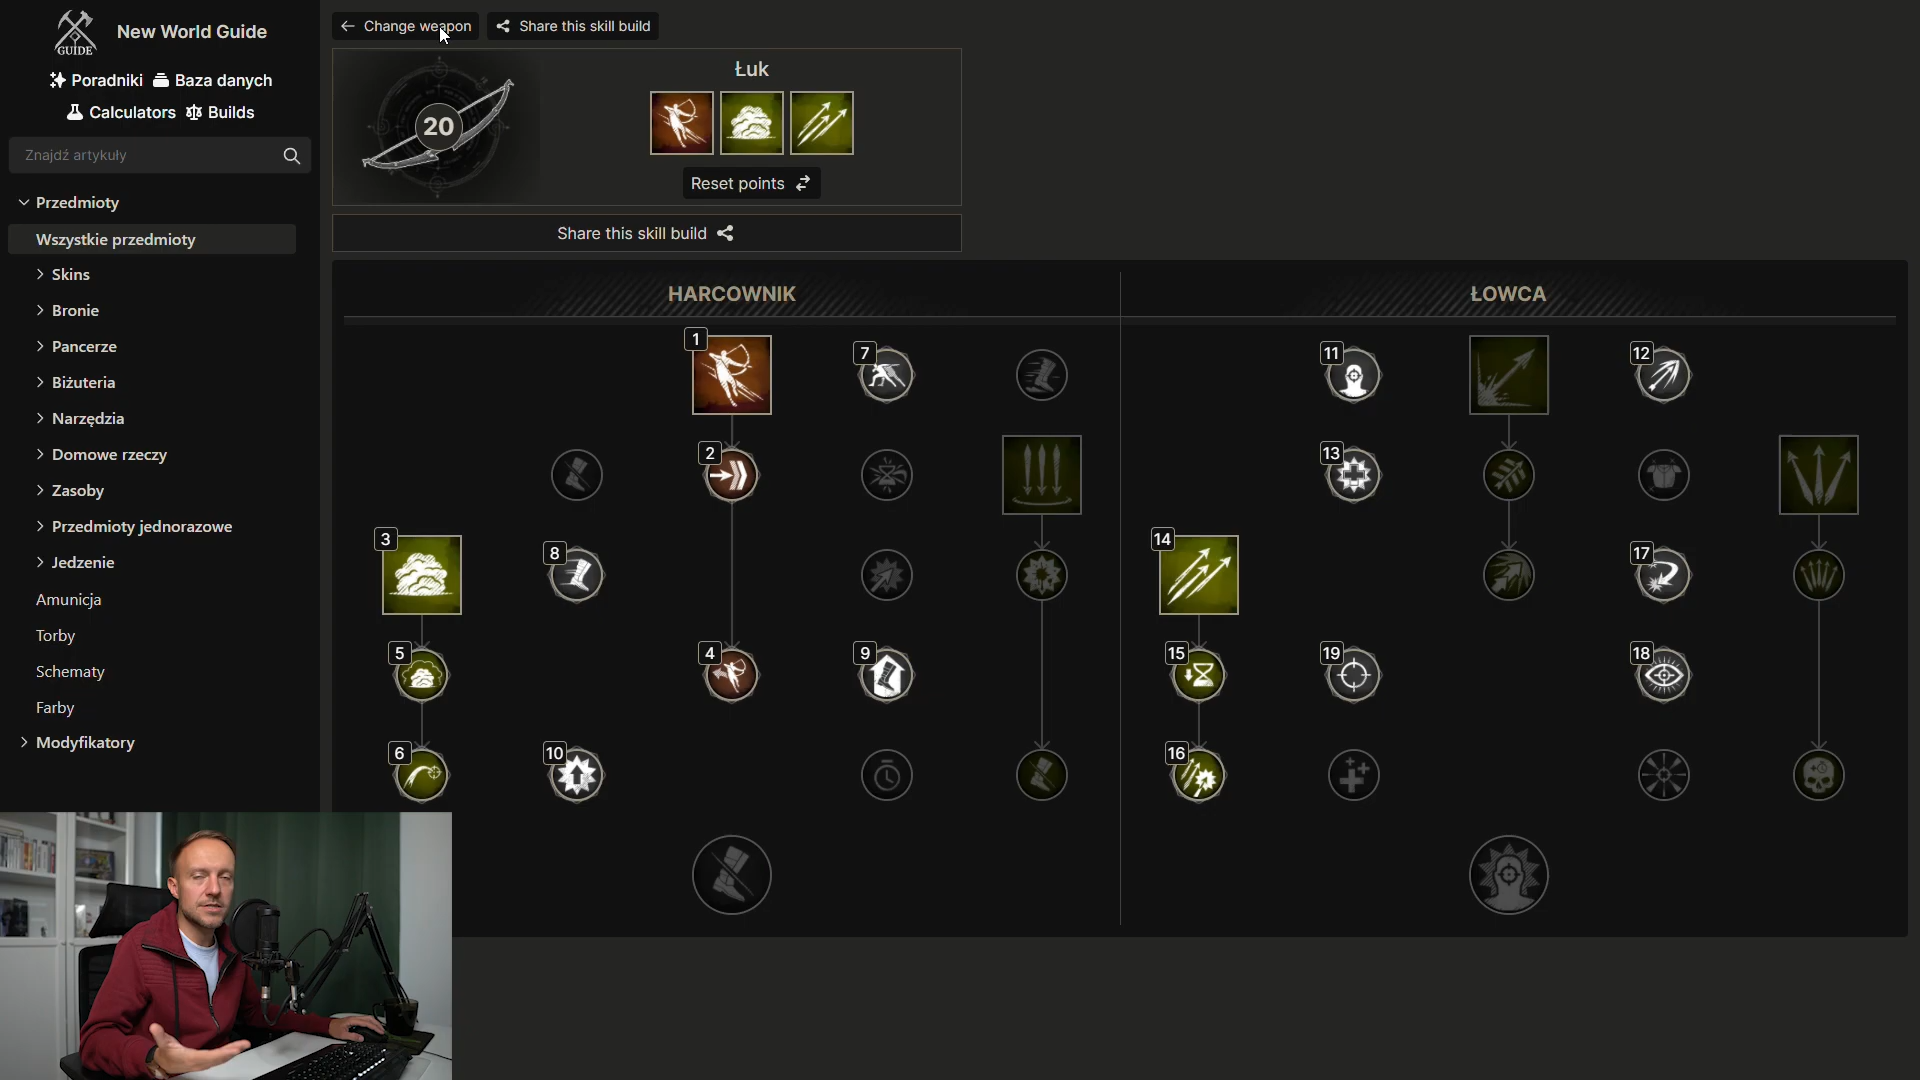 New World Guide
GUIDE
Poradniki Baza danych
Calculators Builds
Znajdź artykuły
Przedmioty
Wszystkie przedmioty
Skins
Bronie
Pancerze
Biżuteria
Narzędzia
Domowe rzeczy
Zasoby
Przedmioty jednorazowe
Jedzenie
Amunicja
Torby
Schematy
Farby
Modyfikatory
Change weapon
Share this skill build
20
Łuk
Reset points
Share this skill build
HARCOWNIK
1
7
2
3
8
5
4
9
6
10
ŁOWCA
11
12
13
14
17
15
19
18
16